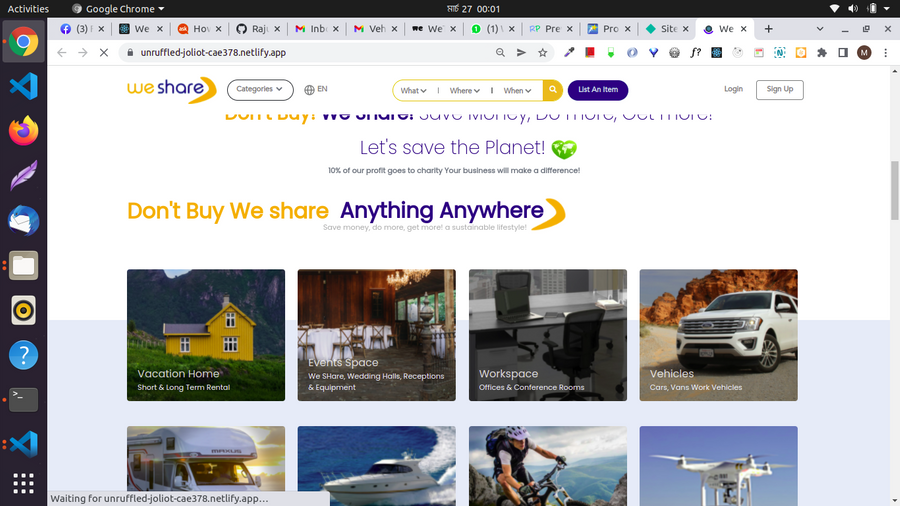 Activities
Google Chrome
মার্চ 27 00:01
(3)
We
How
Raju
Inb
Veh
We
(1)
Pre
Pro
Site
We
unruffled-joliot-cae378.netlify.app
M
we share
Categories
EN
What
Where
When
List An Item
Login
Sign Up
Don't Buy! We Share! Save Money, Do more, Get more!
Let's save the Planet!
10% of our profit goes to charity Your business will make a difference!
Don't Buy We share Anything Anywhere
Save money, do more, get more! a sustainable lifestyle!
Vacation Home
Short & Long Term Rental
Events Space
We SHare, Wedding Halls, Receptions
& Equipment
Workspace
Offices & Conference Rooms
Vehicles
Cars, Vans Work Vehicles
Waiting for unruffled-joliot-cae378.netlify.app...